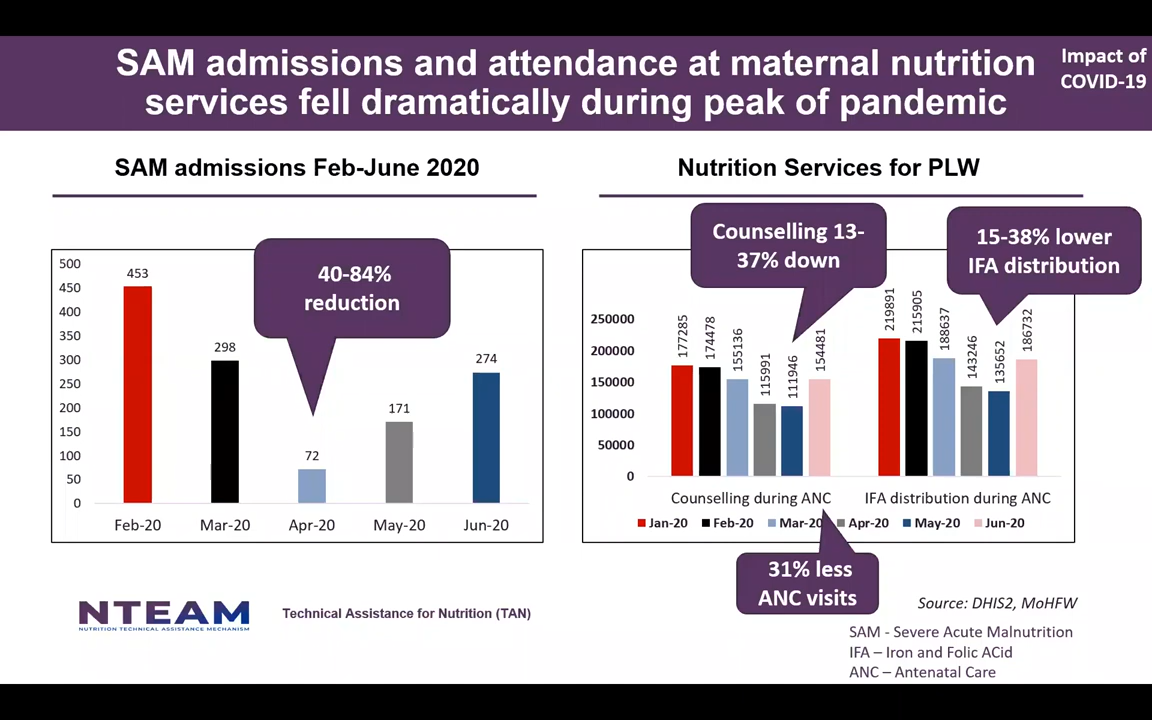 SAM admissions and attendance at maternal nutrition
services fell dramatically during peak of pandemic
Impact of
COVID-19
SAM admissions Feb-June 2020
500
450
400
350
300
250
200
150
100
50
0
453
298
72
171
274
40-84%
reduction
Feb-20 Mar-20 Apr-20 May-20 Jun-20
Nutrition Services for PLW
Counselling 13-
37% down
15-38% lower
IFA distribution
250000
200000
150000
100000
50000
0
177285
174478
155136
115991
111946
154481
219891
215905
188637
143246
135652
186732
Counselling during ANC IFA distribution during ANC
Jan-20 Feb-20 Mar-20 Apr-20 May-20 Jun-20
31% less
ANC visits
NTEAM
NUTRITION TECHNICAL ASSISTANCE MECHANISM
Technical Assistance for Nutrition (TAN)
Source: DHIS2, MoHFW
SAM - Severe Acute Malnutrition
IFA – Iron and Folic ACid
ANC – Antenatal Care